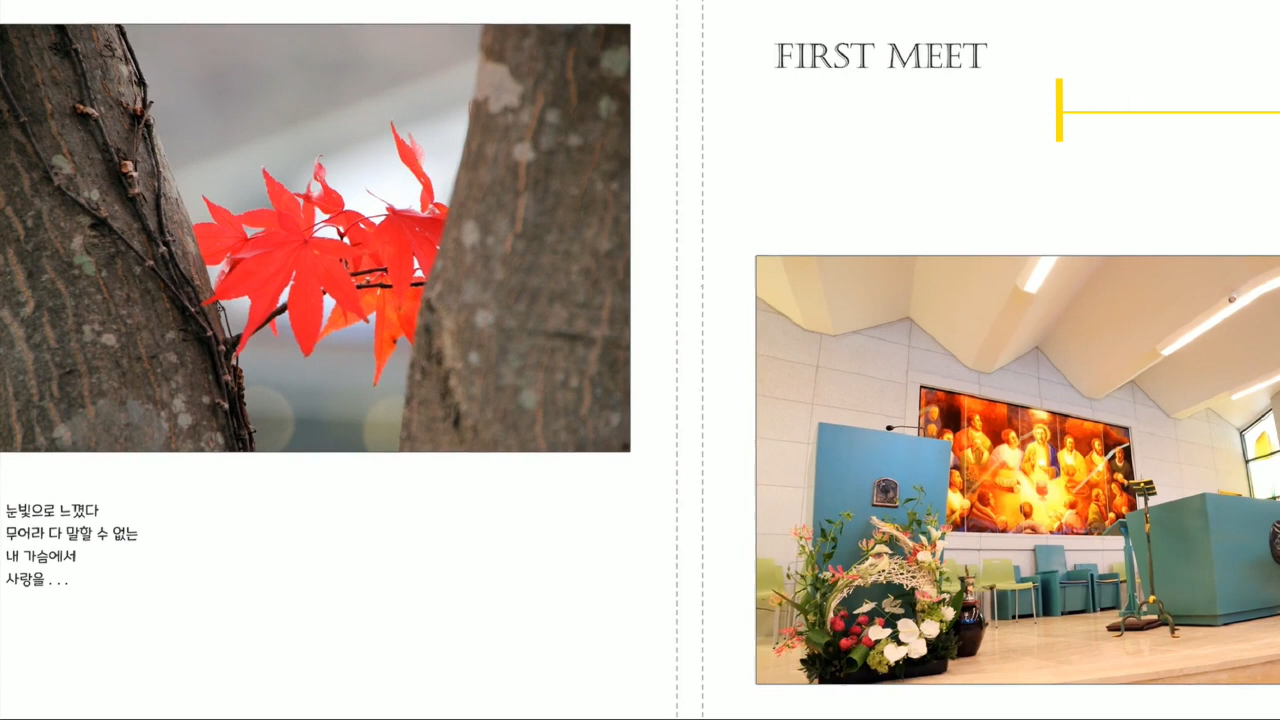 눈빛으로 느꼈다
무어라 다 말할 수 없는
내 가슴에서
사랑을 . . .
FIRST MEET